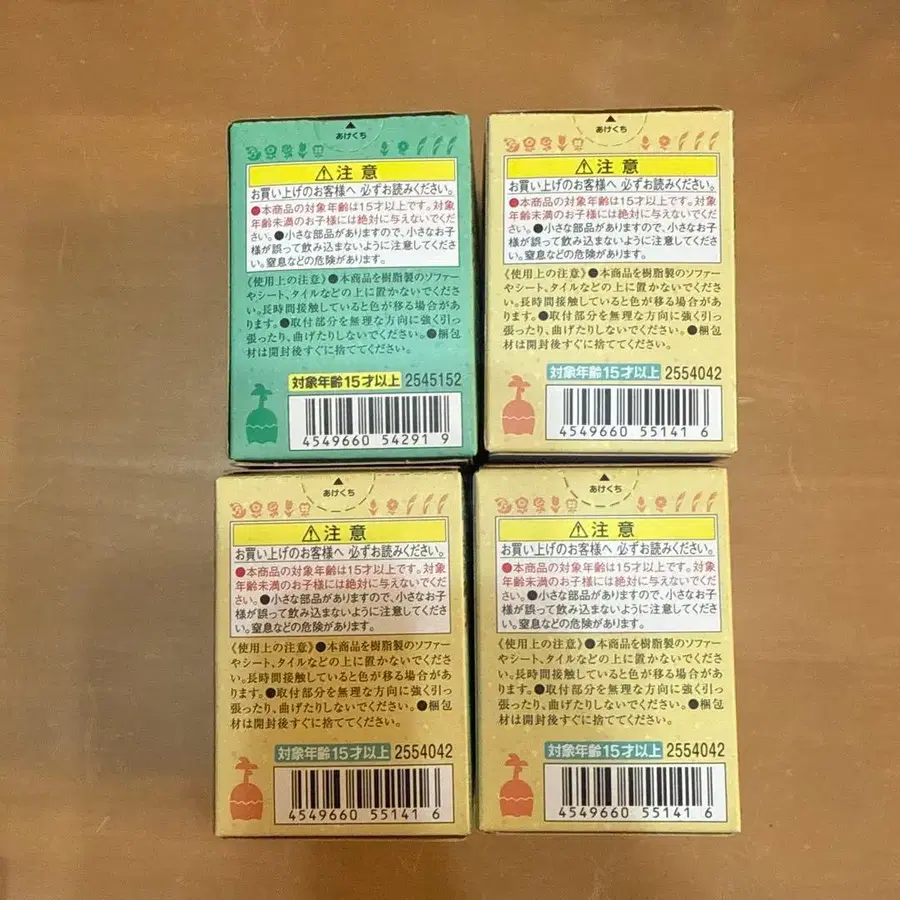 ▲
あけくち
⚠注意
お買い上げのお客様へ 必ずお読みください。
●本商品の対象年齢は15才以上です。対象
年齢未満のお子様には絶対に与えないでくだ
さい。●小さな部品がありますので、小さなお子
様が誤って飲み込まないように注意してくださ
い。窒息などの危険があります。
《使用上の注意》●本商品を樹脂製のソファー
やシート、タイルなどの上に置かないでくださ
い。長時間接触していると色が移る場合があ
ります。●取付部分を無理な方向に強く引っ
張ったり、曲げたりしないでください。●梱包
材は開封後すぐに捨ててください。
対象年齢15才以上 2545152
4549660 54291 9
▲
あけくち
⚠注意
お買い上げのお客様へ 必ずお読みください。
●本商品の対象年齢は15才以上です。対象
年齢未満のお子様には絶対に与えないでくだ
さい。●小さな部品がありますので、小さなお子
様が誤って飲み込まないように注意してくださ
い。窒息などの危険があります。
《使用上の注意》●本商品を樹脂製のソファー
やシート、タイルなどの上に置かないでくださ
い。長時間接触していると色が移る場合があ
ります。●取付部分を無理な方向に強く引っ
張ったり、曲げたりしないでください。●梱包
材は開封後すぐに捨ててください。
対象年齢15才以上 2554042
4549660 55141 6
▲
あけくち
⚠注意
お買い上げのお客様へ 必ずお読みください。
●本商品の対象年齢は15才以上です。対象
年齢未満のお子様には絶対に与えないでくだ
さい。●小さな部品がありますので、小さなお子
様が誤って飲み込まないように注意してくださ
い。窒息などの危険があります。
《使用上の注意》●本商品を樹脂製のソファー
やシート、タイルなどの上に置かないでくださ
い。長時間接触していると色が移る場合があ
ります。●取付部分を無理な方向に強く引っ
張ったり、曲げたりしないでください。●梱包
材は開封後すぐに捨ててください。
対象年齢15才以上 2554042
4549660 55141 6
▲
あけくち
⚠注意
お買い上げのお客様へ 必ずお読みください。
●本商品の対象年齢は15才以上です。対象
年齢未満のお子様には絶対に与えないでくだ
さい。●小さな部品がありますので、小さなお子
様が誤って飲み込まないように注意してくださ
い。窒息などの危険があります。
《使用上の注意》●本商品を樹脂製のソファー
やシート、タイルなどの上に置かないでくださ
い。長時間接触していると色が移る場合があ
ります。●取付部分を無理な方向に強く引っ
張ったり、曲げたりしないでください。●梱包
材は開封後すぐに捨ててください。
対象年齢15才以上 2554042
4549660 55141 6